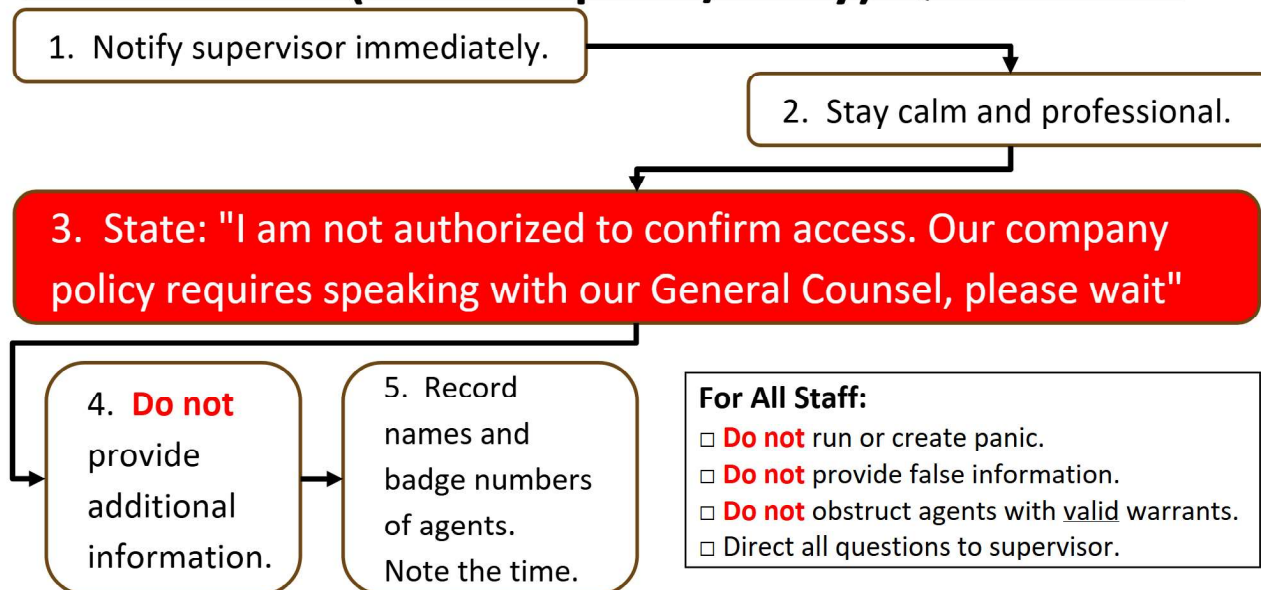 1. Notify supervisor immediately.
2. Stay calm and professional.
3. State: "I am not authorized to confirm access. Our company
policy requires speaking with our General Counsel, please wait"
4. Do not
provide
additional
information.
5. Record
names and
badge numbers
of agents.
Note the time.
For All Staff:
□ Do not run or create panic.
□ Do not provide false information.
□ Do not obstruct agents with valid warrants.
□ Direct all questions to supervisor.